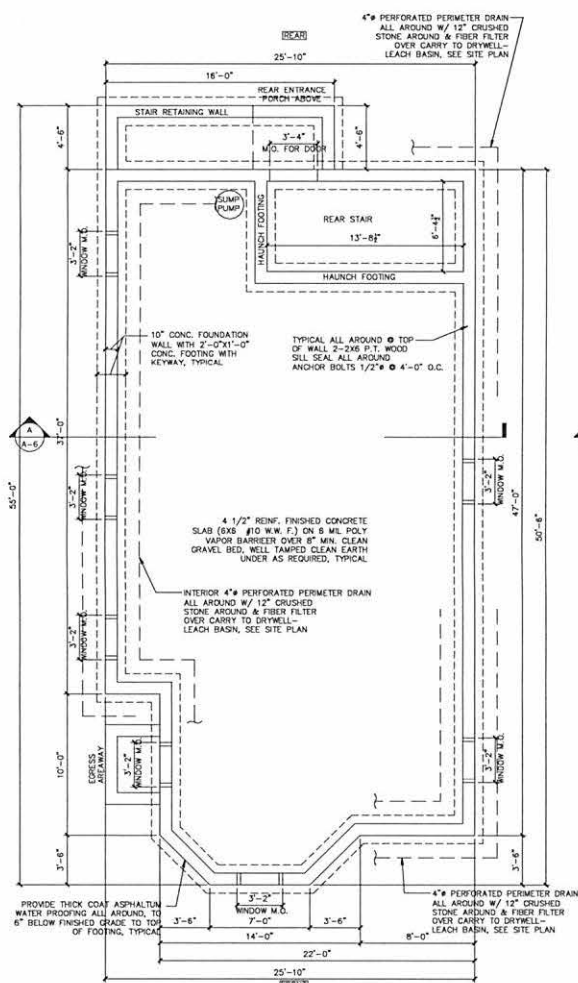 REAR
4"ø PERFORATED PERIMETER DRAIN
ALL AROUND W/ 12" CRUSHED
STONE AROUND & FIBER FILTER
OVER CARRY TO DRYWELL-
LEACH BASIN, SEE SITE PLAN
25'-10"
16'-0"
REAR ENTRANCE
PORCH ABOVE
STAIR RETAINING WALL
4'-6"
4'-6"
3'-4"
M.O. FOR DOOR
SUMP
PUMP
HAUNCH FOOTING
REAR STAIR
13'-8½"
6'-4½"
HAUNCH FOOTING
3'-2"
WINDOW M.O.
10" CONC. FOUNDATION
WALL WITH 2'-0"X1'-0"
CONC. FOOTING WITH
KEYWAY, TYPICAL
TYPICAL ALL AROUND @ TOP
OF WALL 2-2X6 P.T. WOOD
SILL SEAL ALL AROUND
ANCHOR BOLTS 1/2"ø @ 4'-0" O.C.
A
A-6
37'-0"
55'-0"
47'-0"
50'-6"
3'-2"
WINDOW M.O.
3'-2"
WINDOW M.O.
4 1/2" REINF. FINISHED CONCRETE
SLAB (6X6 #10 W.W. F.) ON 6 MIL POLY
VAPOR BARRIEER OVER 8" MIN. CLEAN
GRAVEL BED, WELL TAMPED CLEAN EARTH
UNDER AS REQUIRED, TYPICAL
INTERIOR 4"ø PERFORATED PERIMETER DRAIN
ALL AROUND W/ 12" CRUSHED
STONE AROUND & FIBER FILTER
OVER CARRY TO DRYWELL-
LEACH BASIN, SEE SITE PLAN
3'-2"
WINDOW M.O.
10'-0"
EGRESS
AREAWAY
3'-2"
WINDOW M.O.
3'-2"
WINDOW M.O.
3'-6"
3'-6"
PROVIDE THICK COAT ASPHALTUM
WATER PROOFING ALL AROUND, TO
6" BELOW FINISHED GRADE TO TOP
OF FOOTING, TYPICAL
3'-2"
WINDOW M.O.
4"ø PERFORATED PERIMETER DRAIN
ALL AROUND W/ 12" CRUSHED
STONE AROUND & FIBER FILTER
OVER CARRY TO DRYWELL-
LEACH BASIN, SEE SITE PLAN
3'-6"
7'-0"
3'-6"
14'-0"
8'-0"
22'-0"
25'-10"